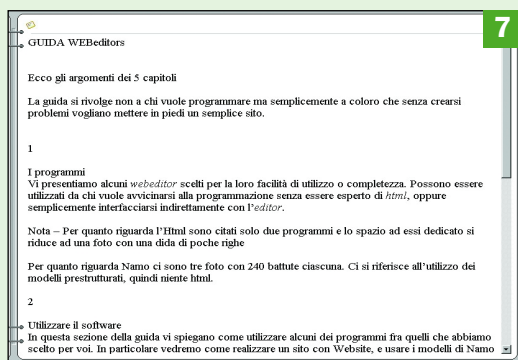 7
GUIDA WEBeditors
Ecco gli argomenti dei 5 capitoli
La guida si rivolge non a chi vuole programmare ma semplicemente a coloro che senza crearsi
problemi vogliano mettere in piedi un semplice sito.
1
I programmi
Vi presentiamo alcuni webeditor scelti per la loro facilità di utilizzo o completezza. Possono essere
utilizzati da chi vuole avvicinarsi alla programmazione senza essere esperto di html, oppure
semplicemente interfacciarsi indirettamente con l'editor.
Nota – Per quanto riguarda l'Html sono citati solo due programmi e lo spazio ad essi dedicato si
riduce ad una foto con una dida di poche righe
Per quanto riguarda Namo ci sono tre foto con 240 battute ciascuna. Ci si riferisce all'utilizzo dei
modelli prestrutturati, quindi niente html.
2
Utilizzare il software
In questa sezione della guida vi spiegano come utilizzare alcuni dei programmi fra quelli che abbiamo
scelto per voi. In particolare vedremo come realizzare un sito con Website, e usare i modelli di Namo